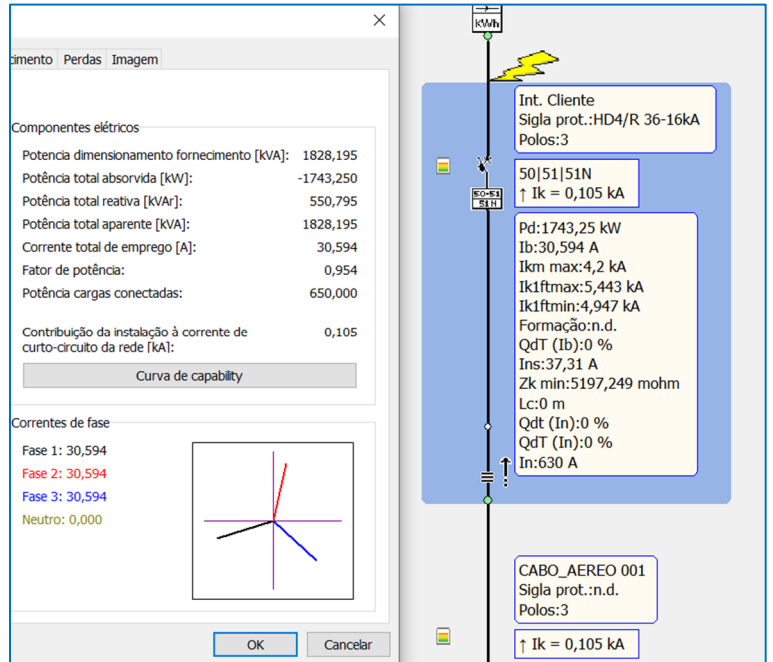 cimento Perdas Imagem
Componentes elétricos
Potencia dimensionamento fornecimento [kVA]: 1828,195
Potência total absorvida [kW]: -1743,250
Potência total reativa [kVAr]: 550,795
Potência total aparente [kVA]: 1828,195
Corrente total de emprego [A]: 30,594
Fator de potência: 0,954
Potência cargas conectadas: 650,000
Contribuição da instalação à corrente de curto-circuito da rede [kA]: 0,105
Curva de capability
Correntes de fase
Fase 1: 30,594
Fase 2: 30,594
Fase 3: 30,594
Neutro: 0,000
OK Cancelar
kWh
Int. Cliente
Sigla prot.:HD4/R 36-16kA
Polos:3
50-51
51N
50|51|51N
↑ Ik = 0,105 kA
Pd:1743,25 kW
Ib:30,594 A
Ikm max:4,2 kA
Ik1ftmax:5,443 kA
Ik1ftmin:4,947 kA
Formação:n.d.
QdT (Ib):0 %
Ins:37,31 A
Zk min:5197,249 mohm
Lc:0 m
Qdt (In):0 %
QdT (In):0 %
In:630 A
CABO_AEREO 001
Sigla prot.:n.d.
Polos:3
↑ Ik = 0,105 kA